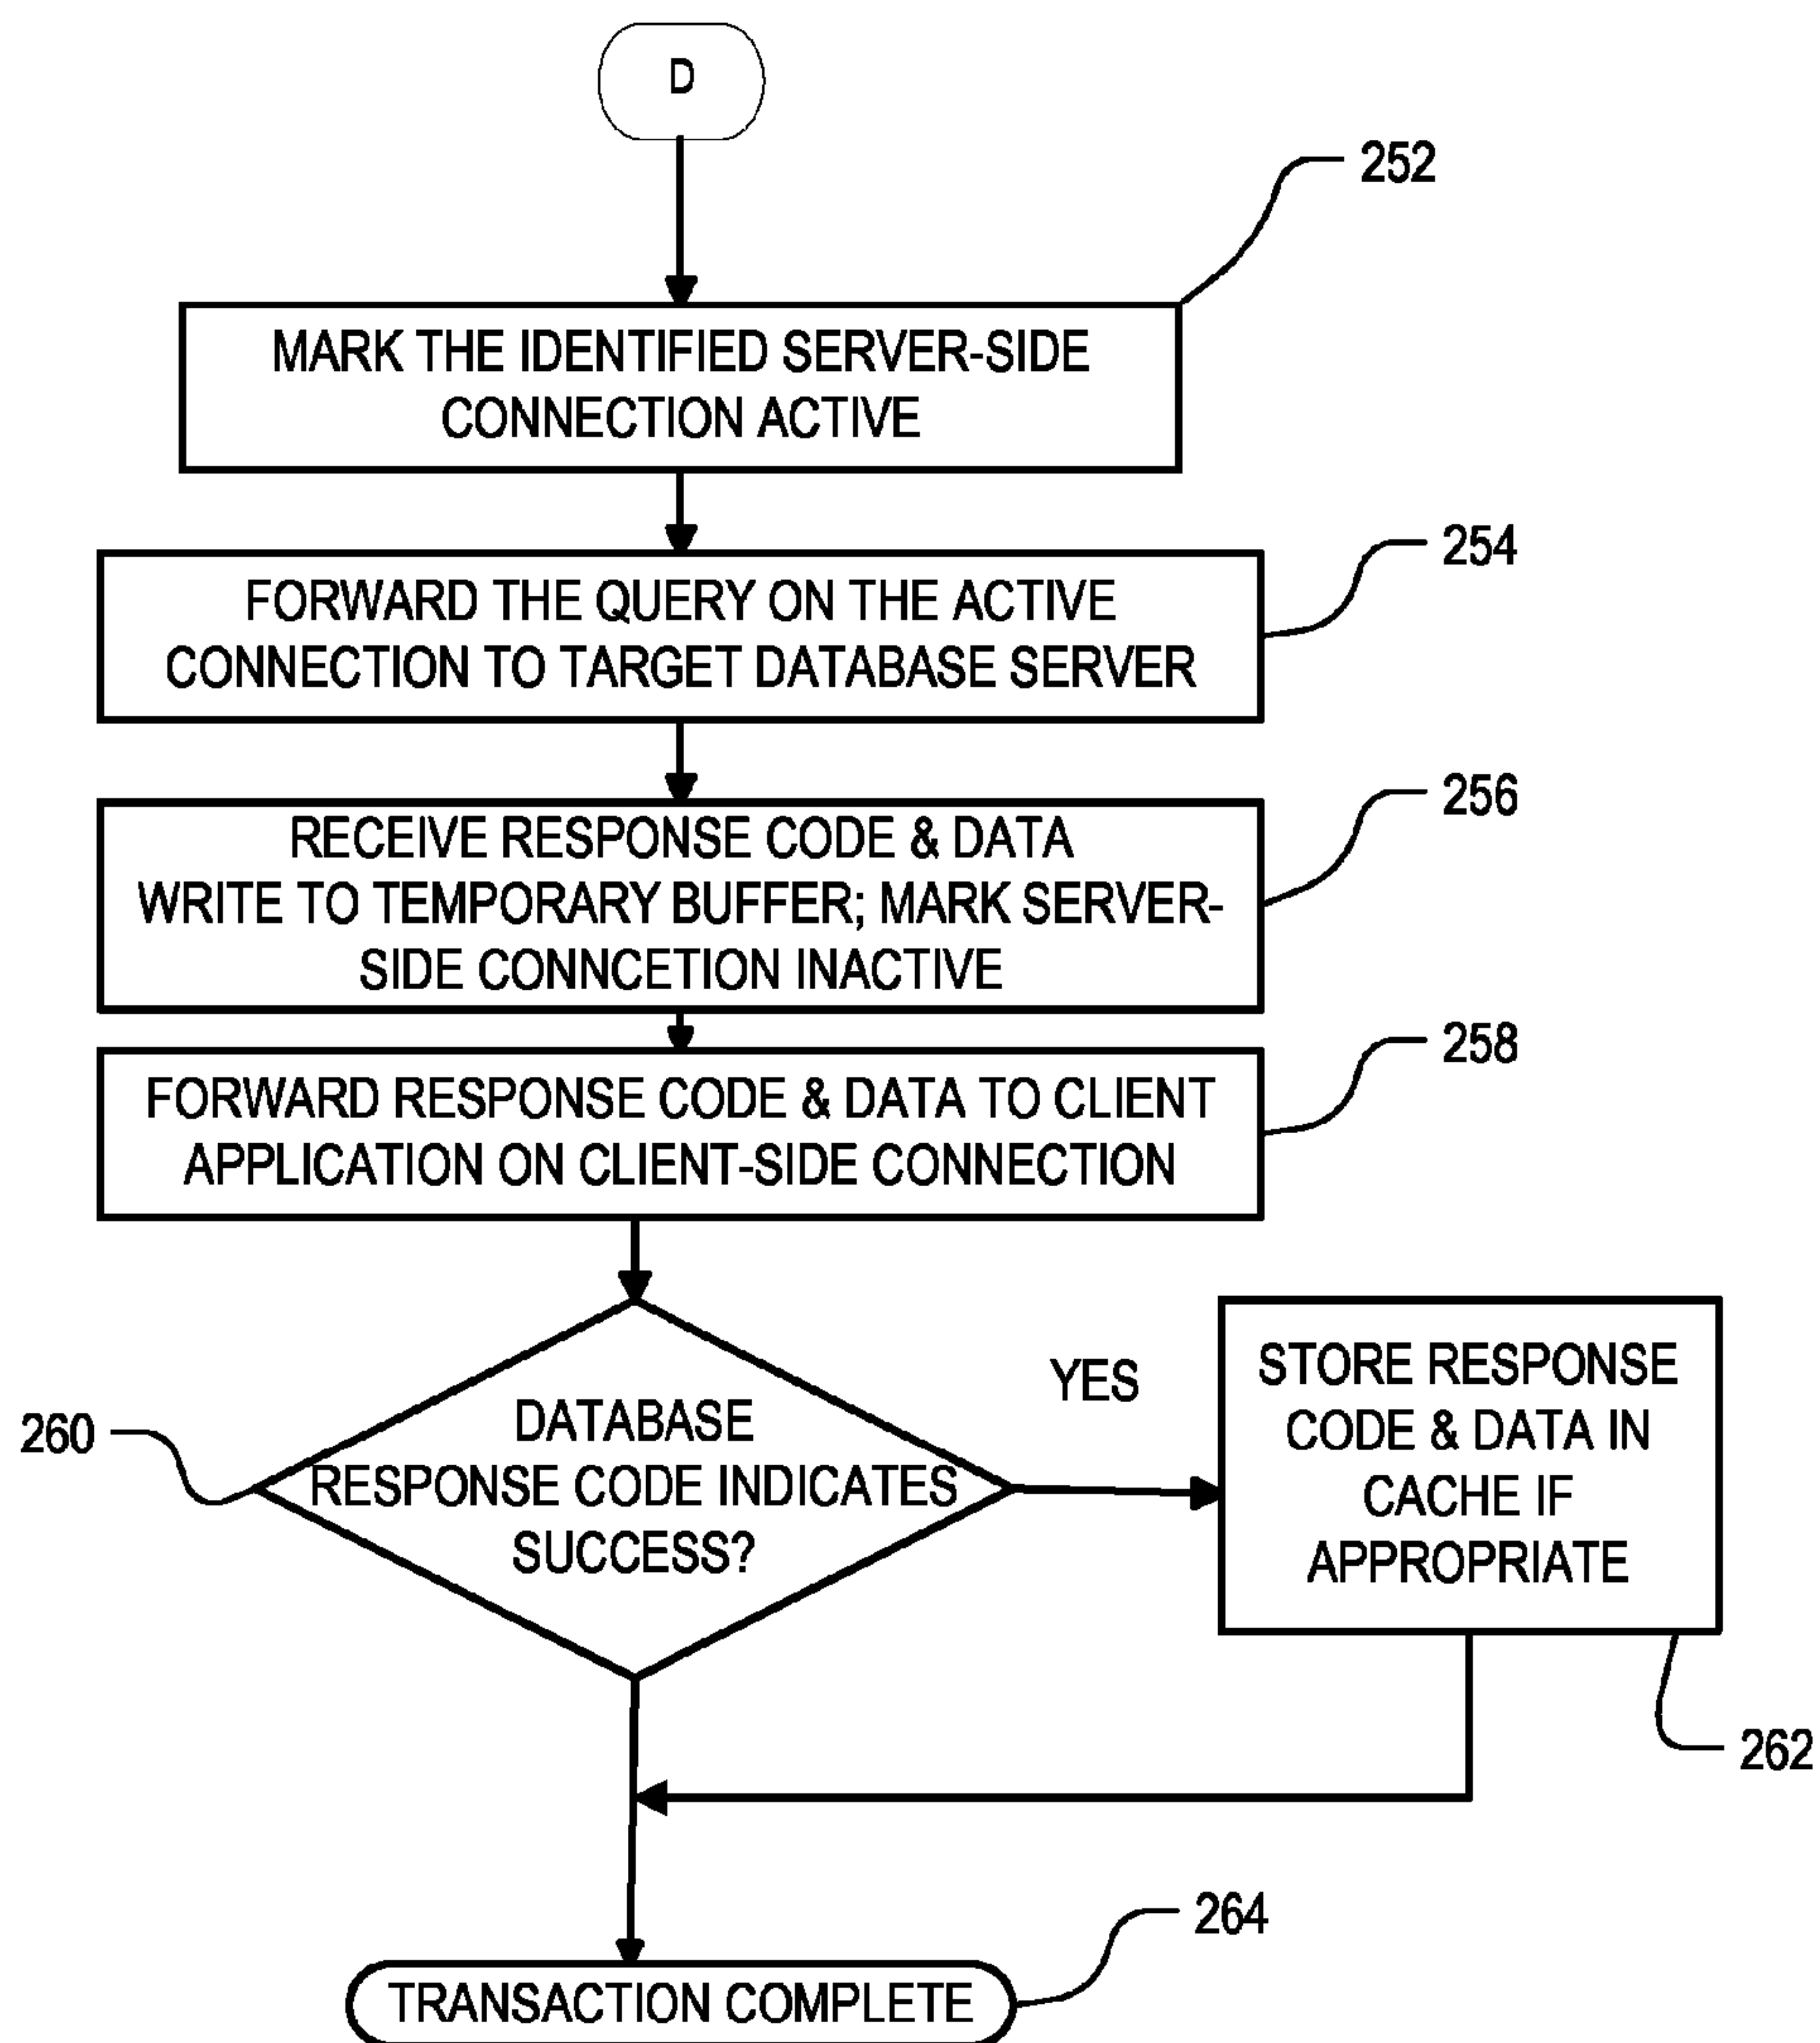 D
252
MARK THE IDENTIFIED SERVER-SIDE
CONNECTION ACTIVE
254
FORWARD THE QUERY ON THE ACTIVE
CONNECTION TO TARGET DATABASE SERVER
256
RECEIVE RESPONSE CODE & DATA
WRITE TO TEMPORARY BUFFER; MARK SERVER-
SIDE CONNCETION INACTIVE
258
FORWARD RESPONSE CODE & DATA TO CLIENT
APPLICATION ON CLIENT-SIDE CONNECTION
260
DATABASE
RESPONSE CODE INDICATES
SUCCESS?
YES
STORE RESPONSE
CODE & DATA IN
CACHE IF
APPROPRIATE
262
264
TRANSACTION COMPLETE